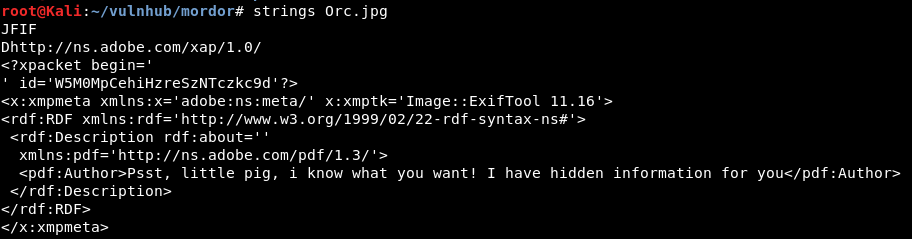 root@Kali:~/vulnhub/mordor# strings Orc.jpg
JFIF
Dhttp://ns.adobe.com/xap/1.0/
<?xpacket begin='
' id='W5M0MpCehiHzreSzNTczkc9d'?>
<x:xmpmeta xmlns:x='adobe:ns:meta/' x:xmptk='Image::ExifTool 11.16'>
<rdf:RDF xmlns:rdf='http://www.w3.org/1999/02/22-rdf-syntax-ns#'>
 <rdf:Description rdf:about=''
  xmlns:pdf='http://ns.adobe.com/pdf/1.3/'>
  <pdf:Author>Psst, little pig, i know what you want! I have hidden information for you</pdf:Author>
 </rdf:Description>
</rdf:RDF>
</x:xmpmeta>